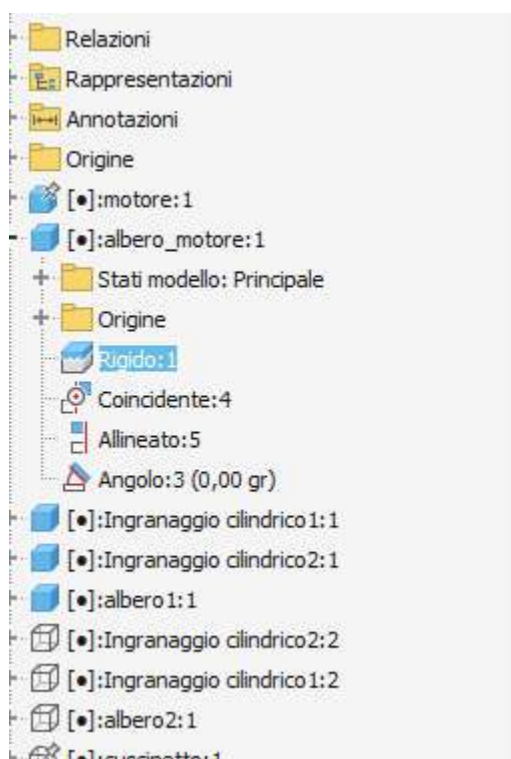 Relazioni
Rappresentazioni
Annotazioni
Origine
[•]:motore:1
[•]:albero_motore:1
Stati modello: Principale
Origine
Rigido:1
Coincidente:4
Allineato:5
Angolo:3 (0,00 gr)
[•]:Ingranaggio cilindrico1:1
[•]:Ingranaggio cilindrico2:1
[•]:albero1:1
[•]:Ingranaggio cilindrico2:2
[•]:Ingranaggio cilindrico1:2
[•]:albero2:1